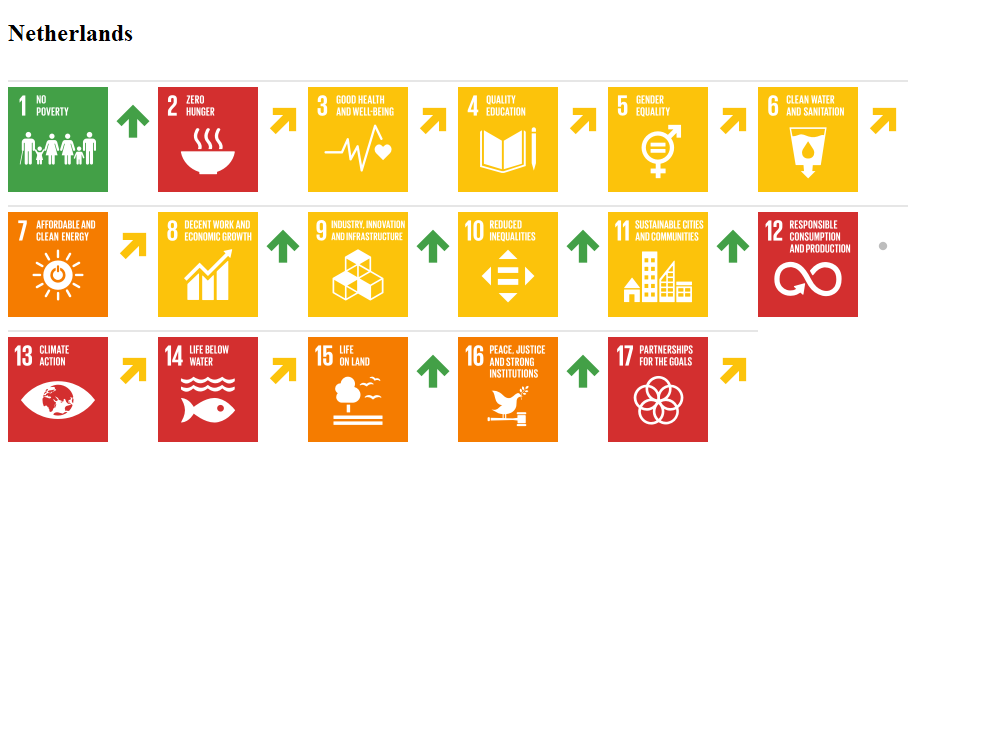 Netherlands
1 NO
POVERTY
2 ZERO
HUNGER
3 GOOD HEALTH
AND WELL-BEING
4 QUALITY
EDUCATION
5 GENDER
EQUALITY
6 CLEAN WATER
AND SANITATION
7 AFFORDABLE AND
CLEAN ENERGY
8 DECENT WORK AND
ECONOMIC GROWTH
9 INDUSTRY, INNOVATION
AND INFRASTRUCTURE
10 REDUCED
INEQUALITIES
11 SUSTAINABLE CITIES
AND COMMUNITIES
12 RESPONSIBLE
CONSUMPTION
AND PRODUCTION
13 CLIMATE
ACTION
14 LIFE BELOW
WATER
15 LIFE
ON LAND
16 PEACE, JUSTICE
AND STRONG
INSTITUTIONS
17 PARTNERSHIPS
FOR THE GOALS